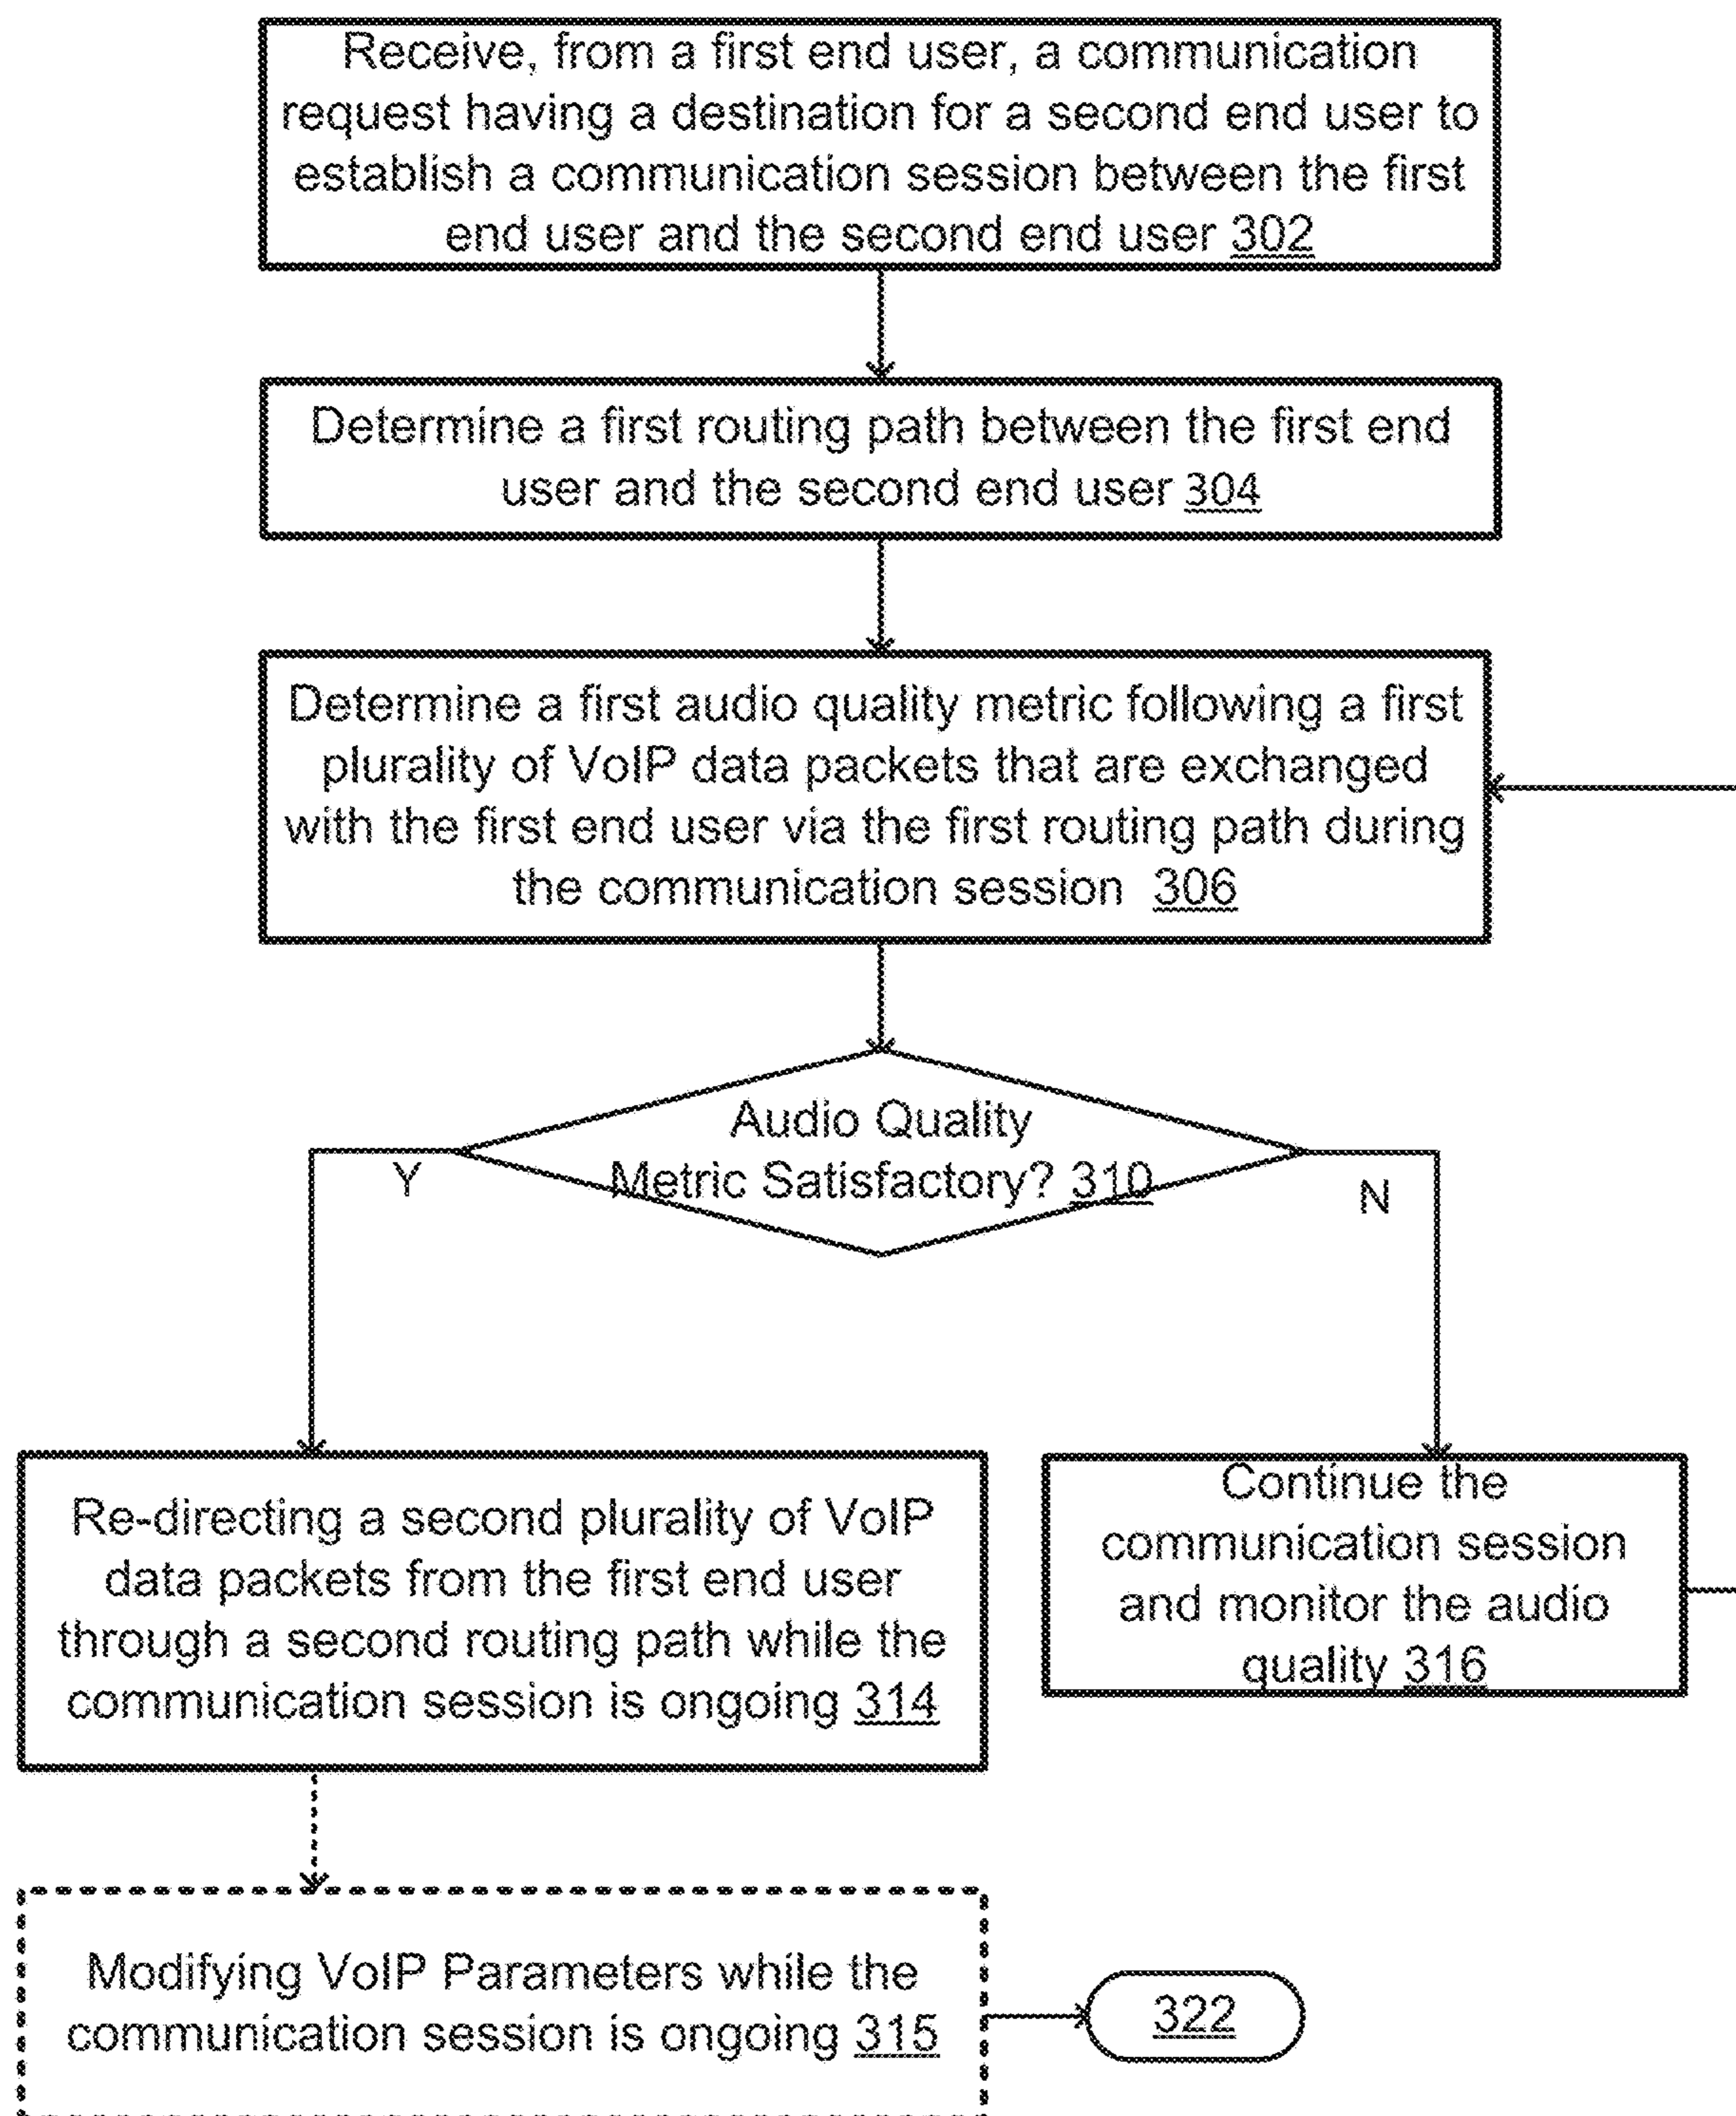 Receive, from a first end user, a communication
request having a destination for a second end user to
establish a communication session between the first
end user and the second end user 302
Determine a first routing path between the first end
user and the second end user 304
Determine a first audio quality metric following a first
plurality of VoIP data packets that are exchanged
with the first end user via the first routing path during
the communication session 306
Audio Quality
Metric Satisfactory? 310
Y
N
Re-directing a second plurality of VoIP
data packets from the first end user
through a second routing path while the
communication session is ongoing 314
Continue the
communication session
and monitor the audio
quality 316
Modifying VoIP Parameters while the
communication session is ongoing 315
322